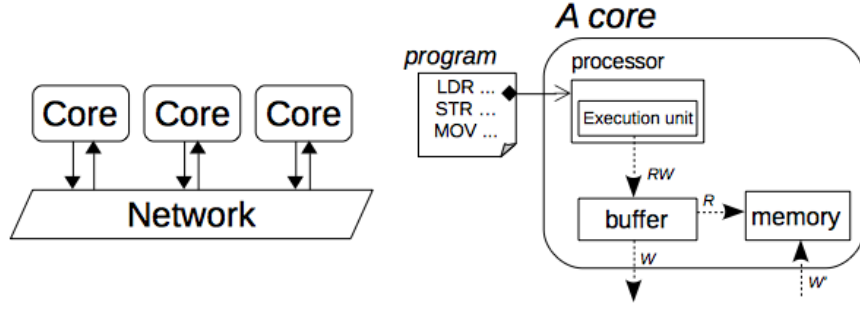 Core
Core
Core
Network
A core
program
LDR ...
STR ...
MOV ...
processor
Execution unit
RW
buffer
R
memory
W
W'